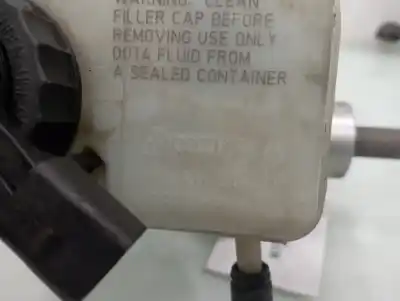 WARNING: CLEAN
FILLER CAP BEFORE
REMOVING USE ONLY
DOT4 FLUID FROM
A SEALED CONTAINER